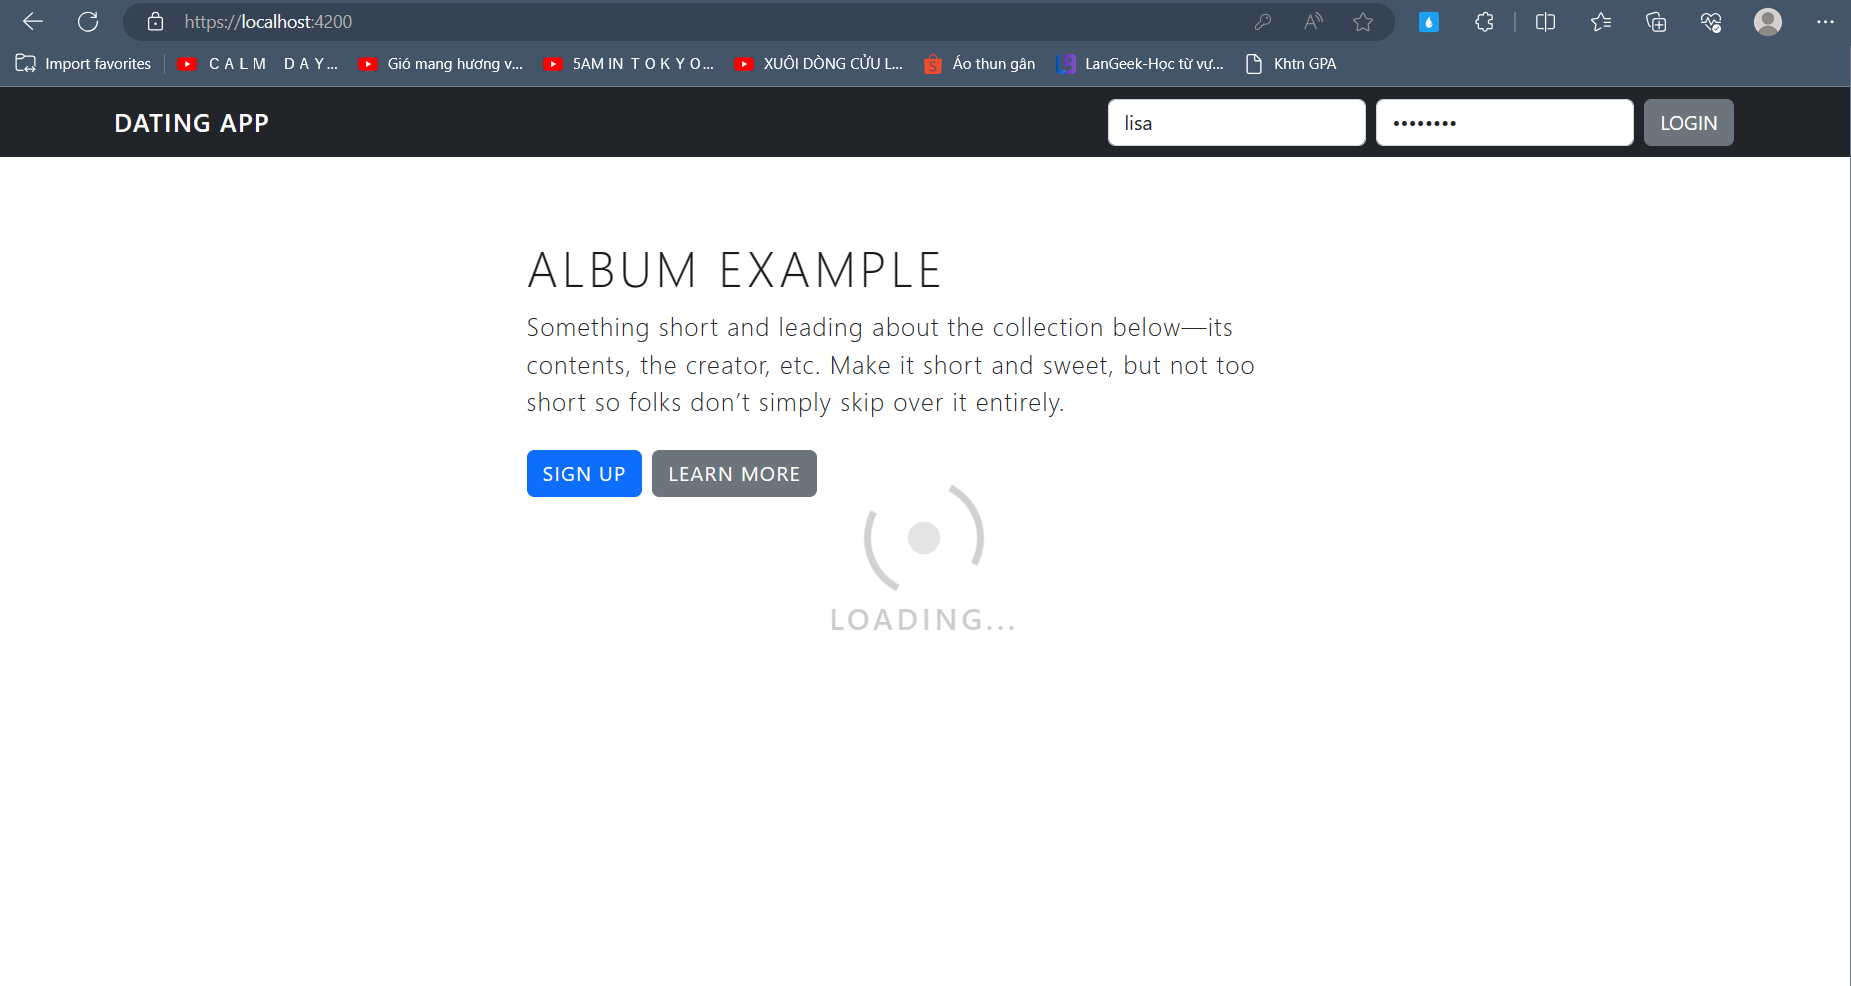 https://localhost:4200
Import favorites C A L M D A Y... Gió mang hương v... 5AM IN T O K Y O... XUÔI DÒNG CỬU L... Áo thun gân LanGeek-Học từ vự... Khtn GPA
DATING APP lisa •••••••• LOGIN
ALBUM EXAMPLE
Something short and leading about the collection below—its
contents, the creator, etc. Make it short and sweet, but not too
short so folks don’t simply skip over it entirely.
SIGN UP LEARN MORE
LOADING...